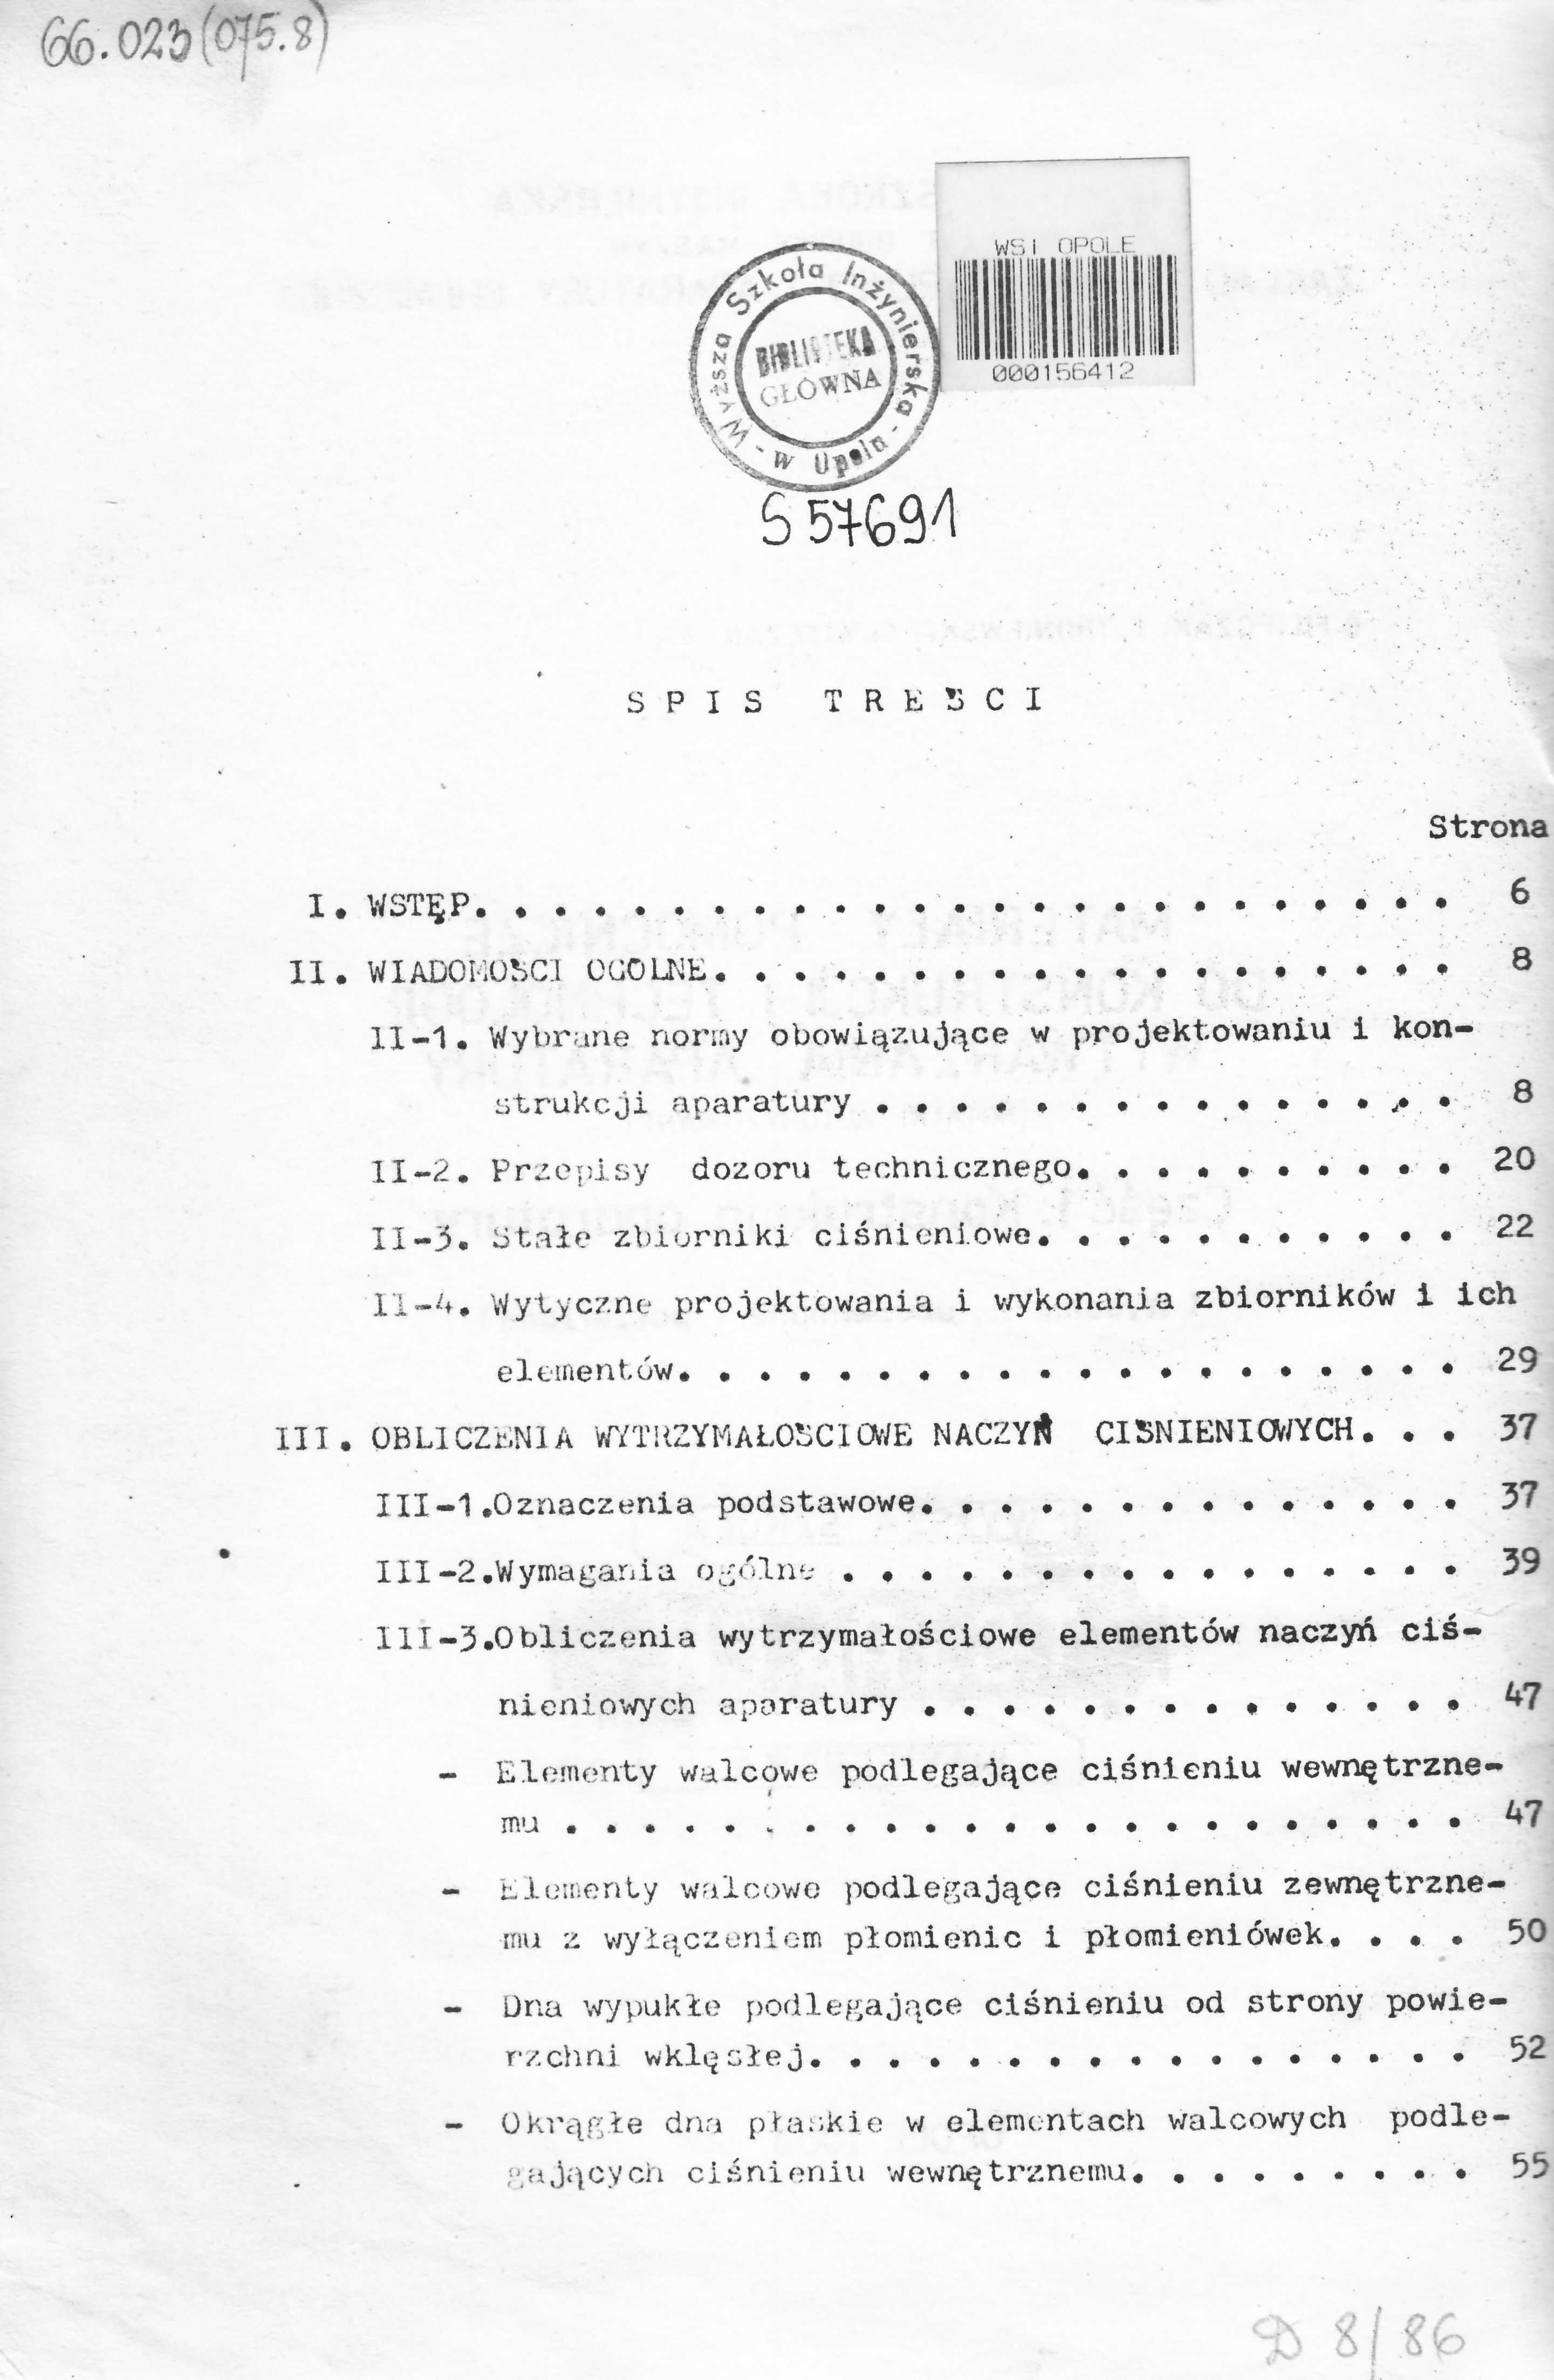 66.023(075.8)
WSI OPOLE
000156412
Wyższa Szkoła Inżynierska - w Opolu -
BIBLIOTEKA
GŁÓWNA
S 57691
SPIS TREŚCI
Strona
I. WSTĘP. . . . . . . . . . . . . . . . . . . . . . . . . 6
II. WIADOMOŚCI OGOLNE. . . . . . . . . . . . . . . . . . . 8
II-1. Wybrane normy obowiązujące w projektowaniu i kon-
strukcji aparatury . . . . . . . . . . . . . . . 8
II-2. Przepisy dozoru technicznego. . . . . . . . . . 20
II-3. Stałe zbiorniki ciśnieniowe. . . . . . . . . . . 22
II-4. Wytyczne projektowania i wykonania zbiorników i ich
elementów. . . . . . . . . . . . . . . . . . . . 29
III. OBLICZENIA WYTRZYMAŁOŚCIOWE NACZYŃ CIŚNIENIOWYCH. . . 37
III-1.Oznaczenia podstawowe. . . . . . . . . . . . . . 37
III-2.Wymagania ogólne . . . . . . . . . . . . . . . . 39
III-3.Obliczenia wytrzymałościowe elementów naczyń ciś-
nieniowych aparatury . . . . . . . . . . . . . . 47
- Elementy walcowe podlegające ciśnieniu wewnętrzne-
mu . . . . . . . . . . . . . . . . . . . . . . . 47
- Elementy walcowe podlegające ciśnieniu zewnętrzne-
mu z wyłączeniem płomienic i płomieniówek. . . . 50
- Dna wypukłe podlegające ciśnieniu od strony powie-
rzchni wklęsłej. . . . . . . . . . . . . . . . . 52
- Okrągłe dna płaskie w elementach walcowych podle-
gających ciśnieniu wewnętrznemu. . . . . . . . . 55
D 8/86